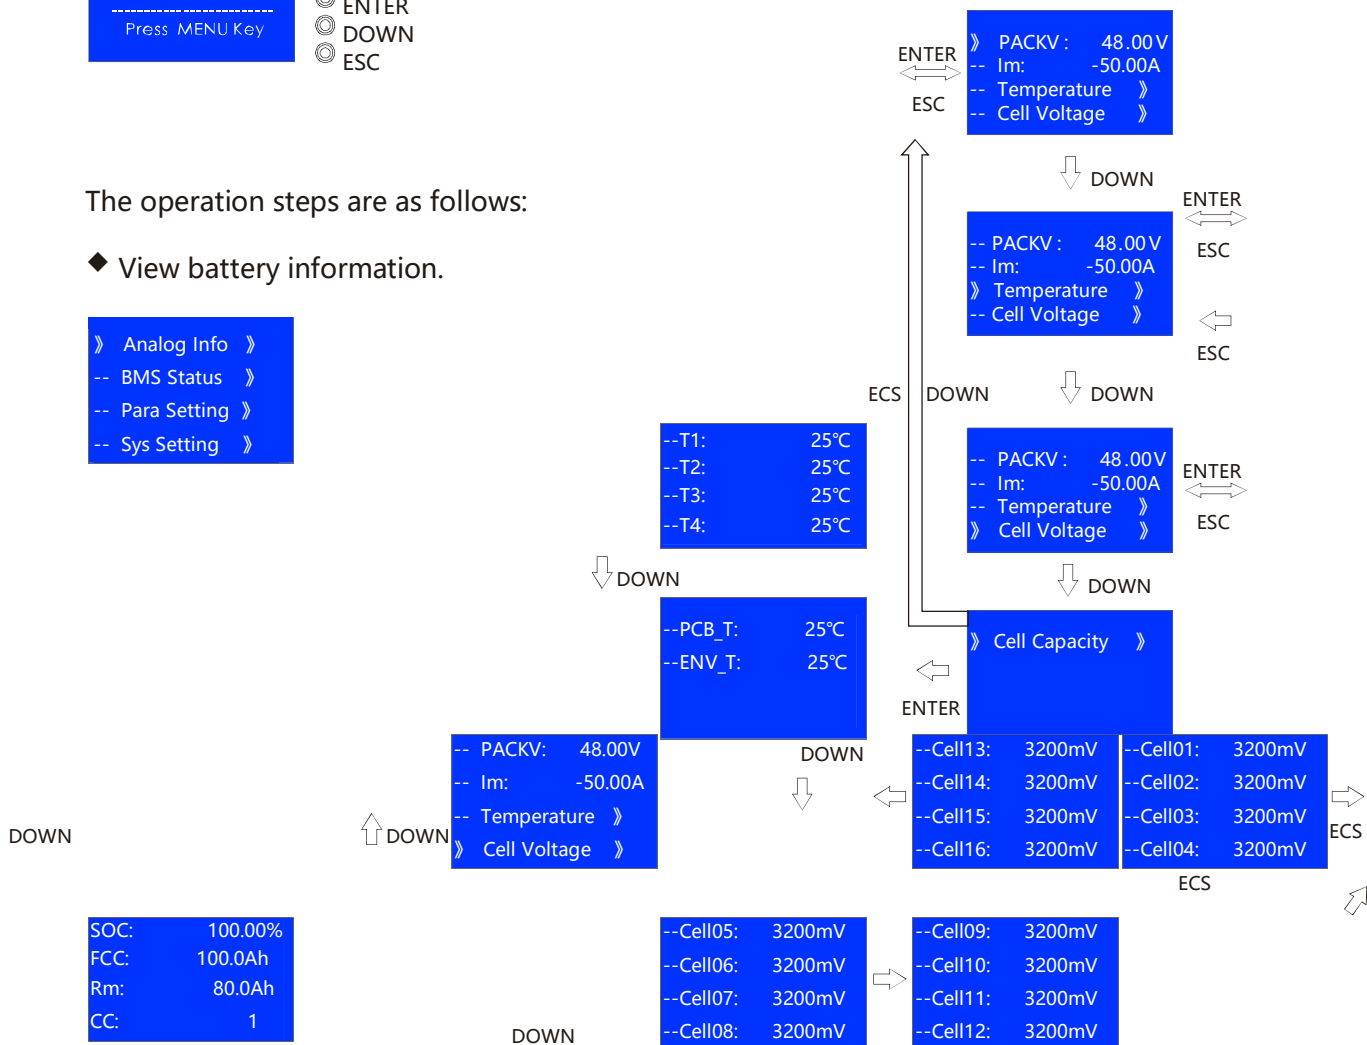 Press MENU Key
ENTER
DOWN
ESC
The operation steps are as follows:
◆ View battery information.
》 Analog Info 》
-- BMS Status 》
-- Para Setting 》
-- Sys Setting 》
ENTER
ESC
》 PACKV : 48.00V
-- Im: -50.00A
-- Temperature 》
-- Cell Voltage 》
DOWN
ENTER
ESC
-- PACKV : 48.00V
-- Im: -50.00A
》 Temperature 》
-- Cell Voltage 》
ESC
ECS
DOWN
DOWN
-- PACKV : 48.00V
-- Im: -50.00A
-- Temperature 》
》 Cell Voltage 》
ENTER
ESC
DOWN
--T1: 25℃
--T2: 25℃
--T3: 25℃
--T4: 25℃
DOWN
--PCB_T: 25℃
--ENV_T: 25℃
》 Cell Capacity 》
ENTER
DOWN
-- PACKV: 48.00V
-- Im: -50.00A
-- Temperature 》
》 Cell Voltage 》
--Cell13: 3200mV
--Cell14: 3200mV
--Cell15: 3200mV
--Cell16: 3200mV
--Cell01: 3200mV
--Cell02: 3200mV
--Cell03: 3200mV
--Cell04: 3200mV
ECS
ECS
DOWN
DOWN
SOC: 100.00%
FCC: 100.0Ah
Rm: 80.0Ah
CC: 1
DOWN
--Cell05: 3200mV
--Cell06: 3200mV
--Cell07: 3200mV
--Cell08: 3200mV
--Cell09: 3200mV
--Cell10: 3200mV
--Cell11: 3200mV
--Cell12: 3200mV